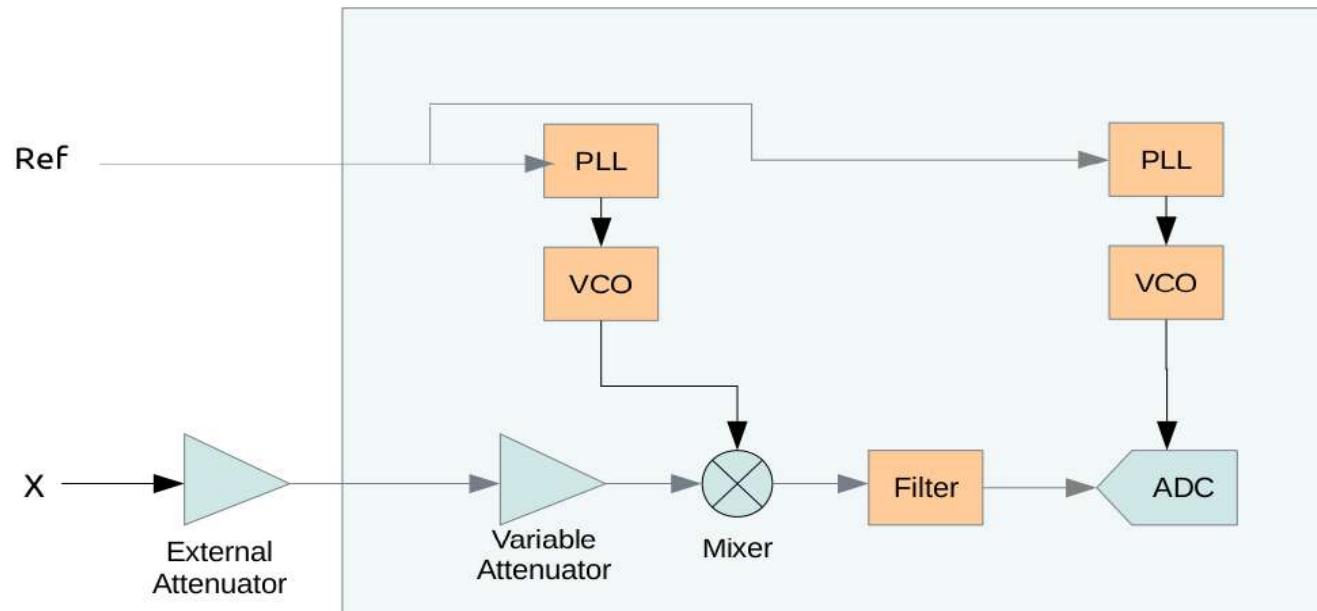 Ref
PLL
PLL
VCO
VCO
X
External
Attenuator
Variable
Attenuator
Mixer
Filter
ADC